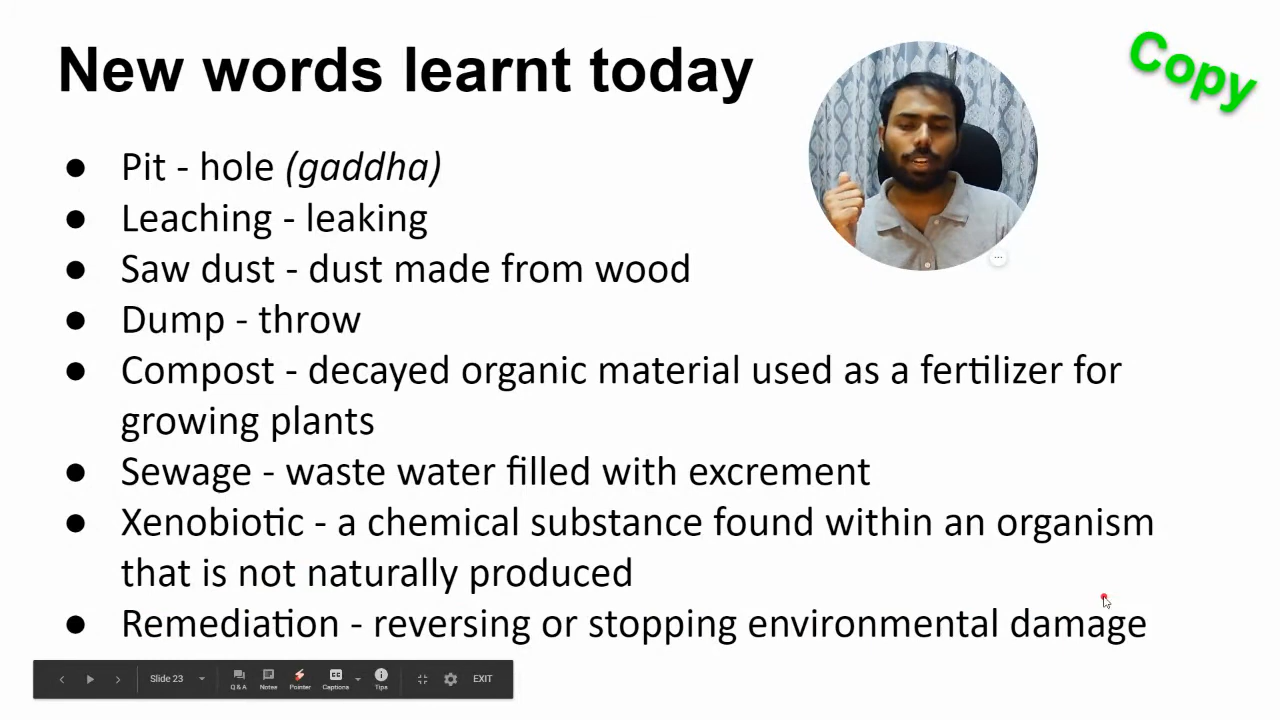 New words learnt today
Copy
● Pit - hole (gaddha)
● Leaching - leaking
● Saw dust - dust made from wood
● Dump - throw
● Compost - decayed organic material used as a fertilizer for
growing plants
● Sewage - waste water filled with excrement
● Xenobiotic - a chemical substance found within an organism
that is not naturally produced
● Remediation - reversing or stopping environmental damage
Slide 23 Q&A Notes Pointer CC Captions Tips EXIT